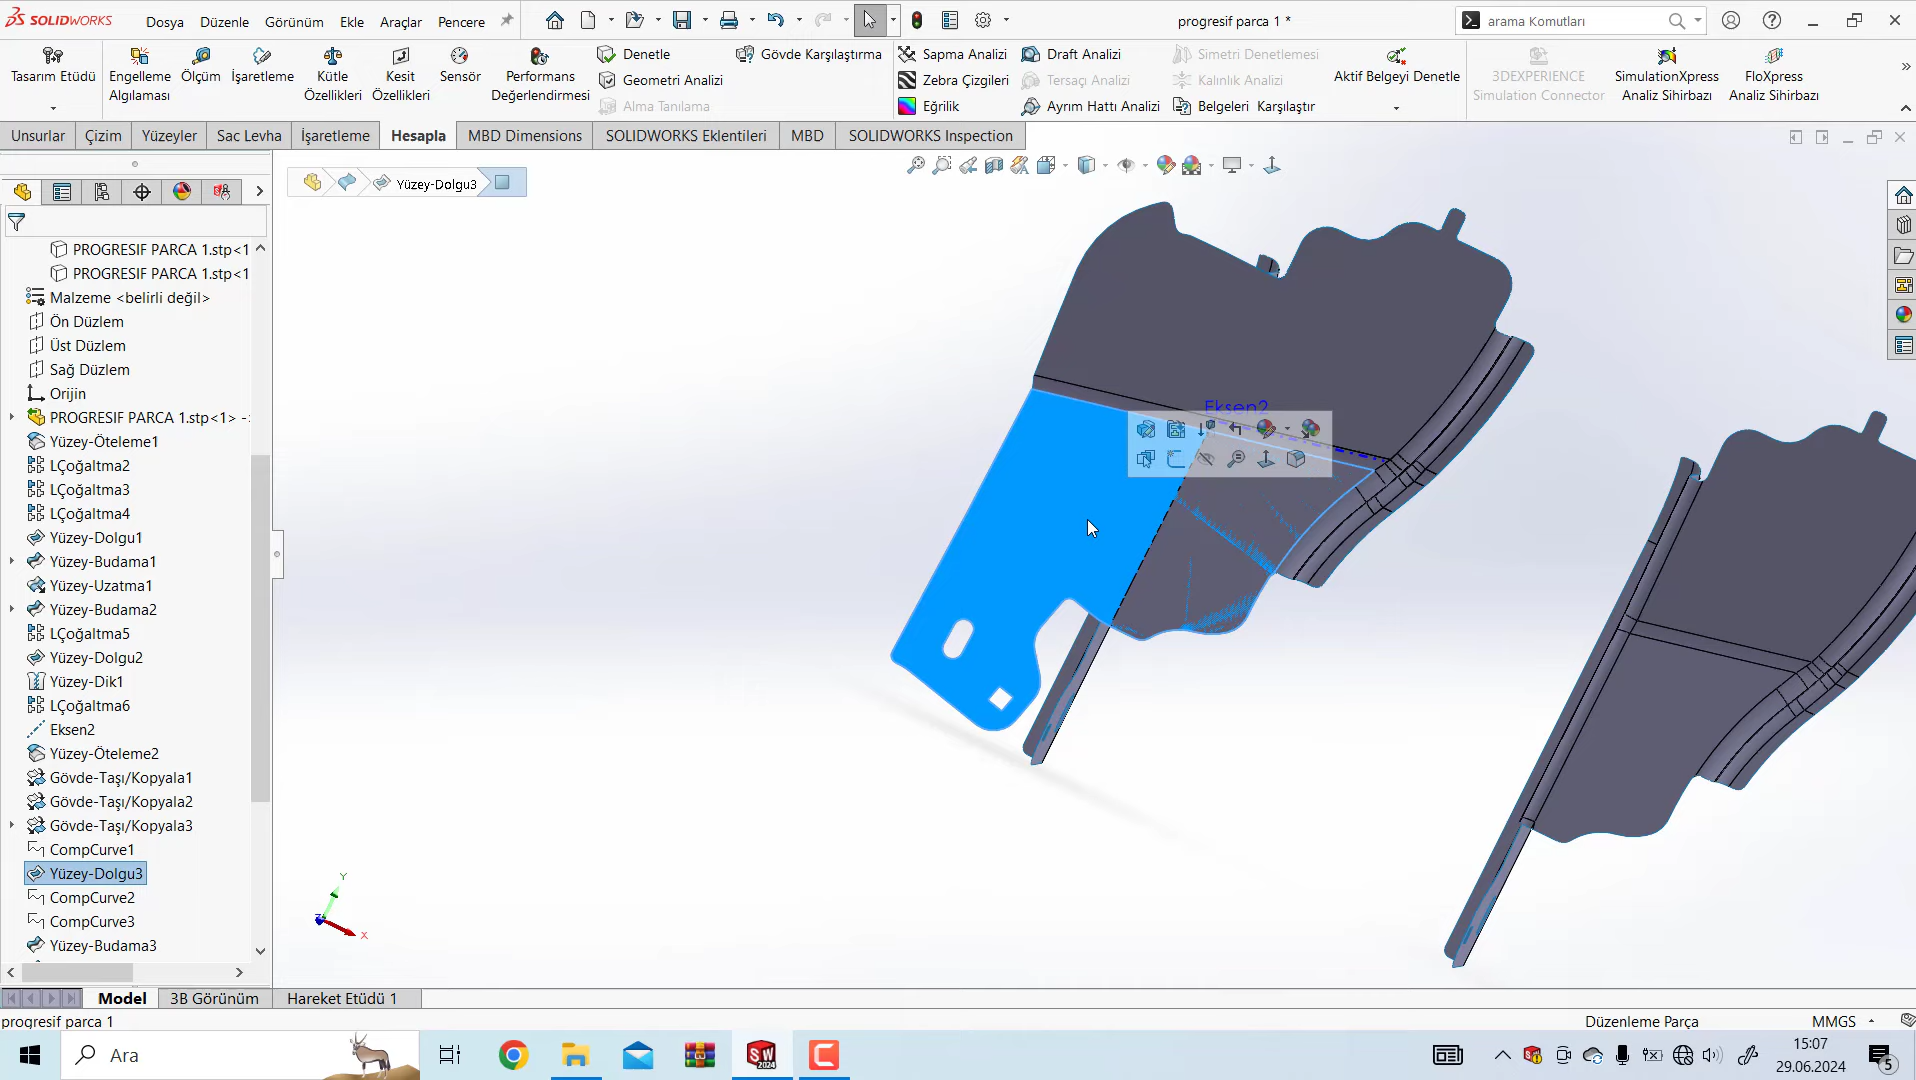 SOLIDWORKS
Dosya Düzenle Görünüm Ekle Araçlar Pencere
progresif parca 1 *
arama Komutları
Tasarım Etüdü
Engelleme Algılaması
Ölçüm
İşaretleme
Kütle Özellikleri
Kesit Özellikleri
Sensör
Performans Değerlendirmesi
Denetle
Geometri Analizi
Alma Tanılama
Gövde Karşılaştırma
Sapma Analizi
Zebra Çizgileri
Eğrilik
Draft Analizi
Tersaçı Analizi
Ayrım Hattı Analizi
Simetri Denetlemesi
Kalınlık Analizi
Belgeleri Karşılaştır
Aktif Belgeyi Denetle
3DEXPERIENCE Simulation Connector
SimulationXpress Analiz Sihirbazı
FloXpress Analiz Sihirbazı
Unsurlar Çizim Yüzeyler Sac Levha İşaretleme Hesapla MBD Dimensions SOLIDWORKS Eklentileri MBD SOLIDWORKS Inspection
Yüzey-Dolgu3
PROGRESIF PARCA 1.stp<1
PROGRESIF PARCA 1.stp<1
Malzeme <belirli değil>
Ön Düzlem
Üst Düzlem
Sağ Düzlem
Orijin
PROGRESIF PARCA 1.stp<1> -
Yüzey-Öteleme1
LÇoğaltma2
LÇoğaltma3
LÇoğaltma4
Yüzey-Dolgu1
Yüzey-Budama1
Yüzey-Uzatma1
Yüzey-Budama2
LÇoğaltma5
Yüzey-Dolgu2
Yüzey-Dik1
LÇoğaltma6
Eksen2
Yüzey-Öteleme2
Gövde-Taşı/Kopyala1
Gövde-Taşı/Kopyala2
Gövde-Taşı/Kopyala3
CompCurve1
Yüzey-Dolgu3
CompCurve2
CompCurve3
Yüzey-Budama3
Eksen2
Y
Z
X
Model 3B Görünüm Hareket Etüdü 1
progresif parca 1
Düzenleme Parça
MMGS
Ara
SW
2024
15:07
29.06.2024
5